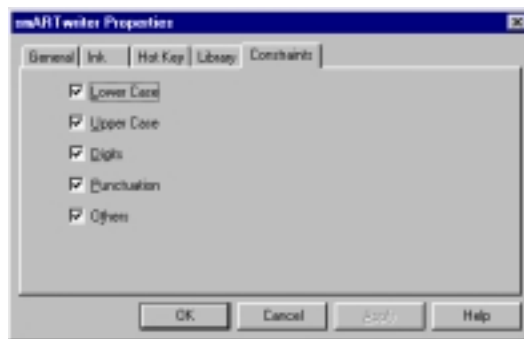 smARTwriter Properties
General Ink Hot Key Library Constraints
Lower Case
Upper Case
Digits
Punctuation
Others
OK Cancel Apply Help